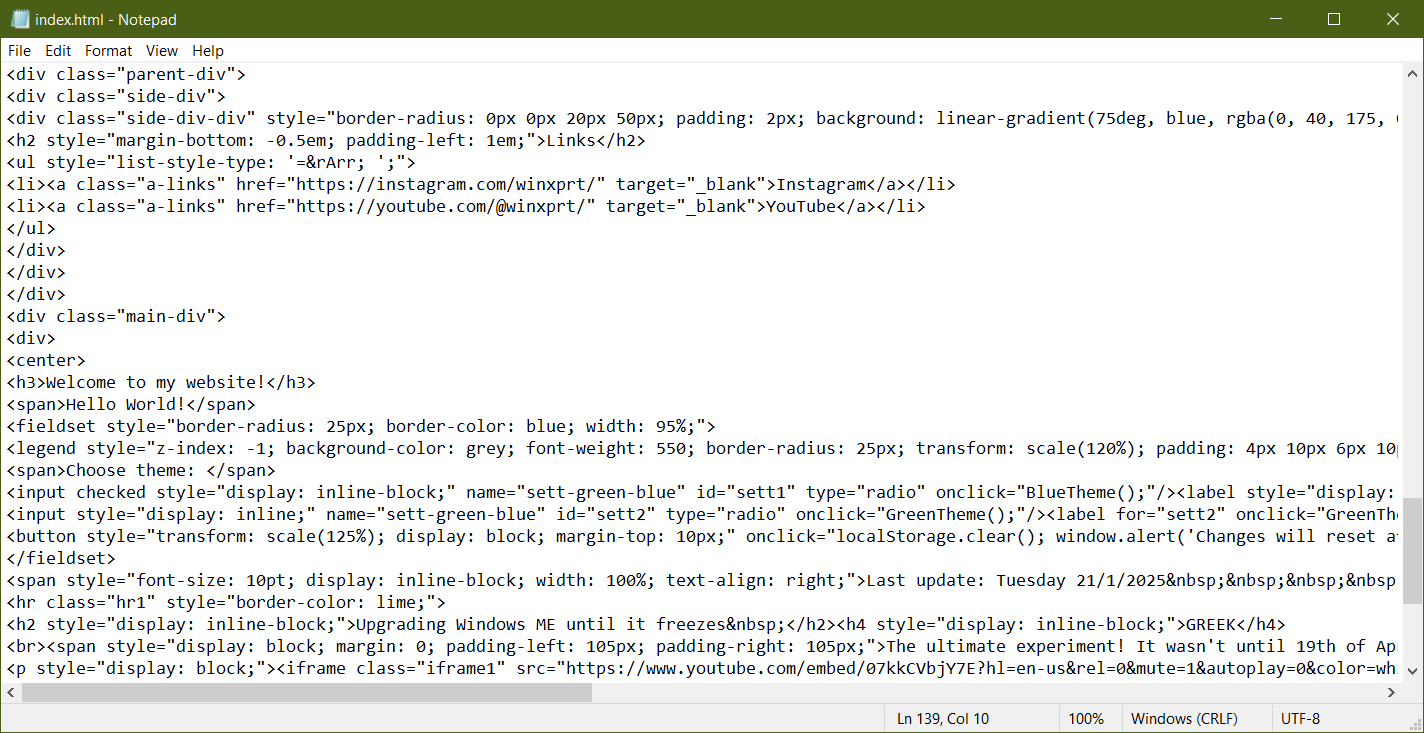 index.html - Notepad
File Edit Format View Help
<div class="parent-div">
<div class="side-div">
<div class="side-div-div" style="border-radius: 0px 0px 20px 50px; padding: 2px; background: linear-gradient(75deg, blue, rgba(0, 40, 175,
<h2 style="margin-bottom: -0.5em; padding-left: 1em;">Links</h2>
<ul style="list-style-type: '=&rArr; ';">
<li><a class="a-links" href="https://instagram.com/winxprt/" target="_blank">Instagram</a></li>
<li><a class="a-links" href="https://youtube.com/@winxprt/" target="_blank">YouTube</a></li>
</ul>
</div>
</div>
</div>
<div class="main-div">
<div>
<center>
<h3>Welcome to my website!</h3>
<span>Hello World!</span>
<fieldset style="border-radius: 25px; border-color: blue; width: 95%;">
<legend style="z-index: -1; background-color: grey; font-weight: 550; border-radius: 25px; transform: scale(120%); padding: 4px 10px 6px 10p
<span>Choose theme: </span>
<input checked style="display: inline-block;" name="sett-green-blue" id="sett1" type="radio" onclick="BlueTheme();"/><label style="display:
<input style="display: inline;" name="sett-green-blue" id="sett2" type="radio" onclick="GreenTheme();"/><label for="sett2" onclick="GreenTh
<button style="transform: scale(125%); display: block; margin-top: 10px;" onclick="localStorage.clear(); window.alert('Changes will reset a
</fieldset>
<span style="font-size: 10pt; display: inline-block; width: 100%; text-align: right;">Last update: Tuesday 21/1/2025&nbsp;&nbsp;&nbsp;&nbsp
<hr class="hr1" style="border-color: lime;">
<h2 style="display: inline-block;">Upgrading Windows ME until it freezes&nbsp;</h2><h4 style="display: inline-block;">GREEK</h4>
<br><span style="display: block; margin: 0; padding-left: 105px; padding-right: 105px;">The ultimate experiment! It wasn't until 19th of Ap
<p style="display: block;"><iframe class="iframe1" src="https://www.youtube.com/embed/07kkCVbjY7E?hl=en-us&rel=0&mute=1&autoplay=0&color=wh
Ln 139, Col 10 100% Windows (CRLF) UTF-8